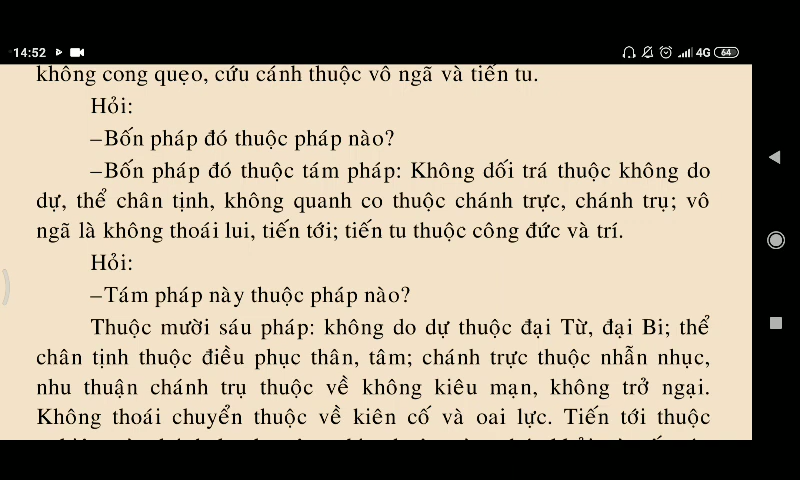 14:52
4G 64
không cong quẹo, cứu cánh thuộc vô ngã và tiến tu.
Hỏi:
–Bốn pháp đó thuộc pháp nào?
–Bốn pháp đó thuộc tám pháp: Không dối trá thuộc không do
dự, thể chân tịnh, không quanh co thuộc chánh trực, chánh trụ; vô
ngã là không thoái lui, tiến tới; tiến tu thuộc công đức và trí.
Hỏi:
–Tám pháp này thuộc pháp nào?
Thuộc mười sáu pháp: không do dự thuộc đại Từ, đại Bi; thể
chân tịnh thuộc điều phục thân, tâm; chánh trực thuộc nhẫn nhục,
nhu thuận chánh trụ thuộc về không kiêu mạn, không trở ngại.
Không thoái chuyển thuộc về kiên cố và oai lực. Tiến tới thuộc